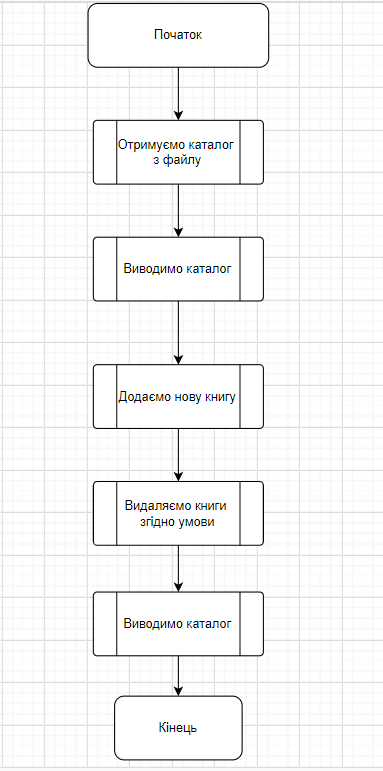 Початок
Отримуємо каталог
з файлу
Виводимо каталог
Додаємо нову книгу
Видаляємо книги
згідно умови
Виводимо каталог
Кінець